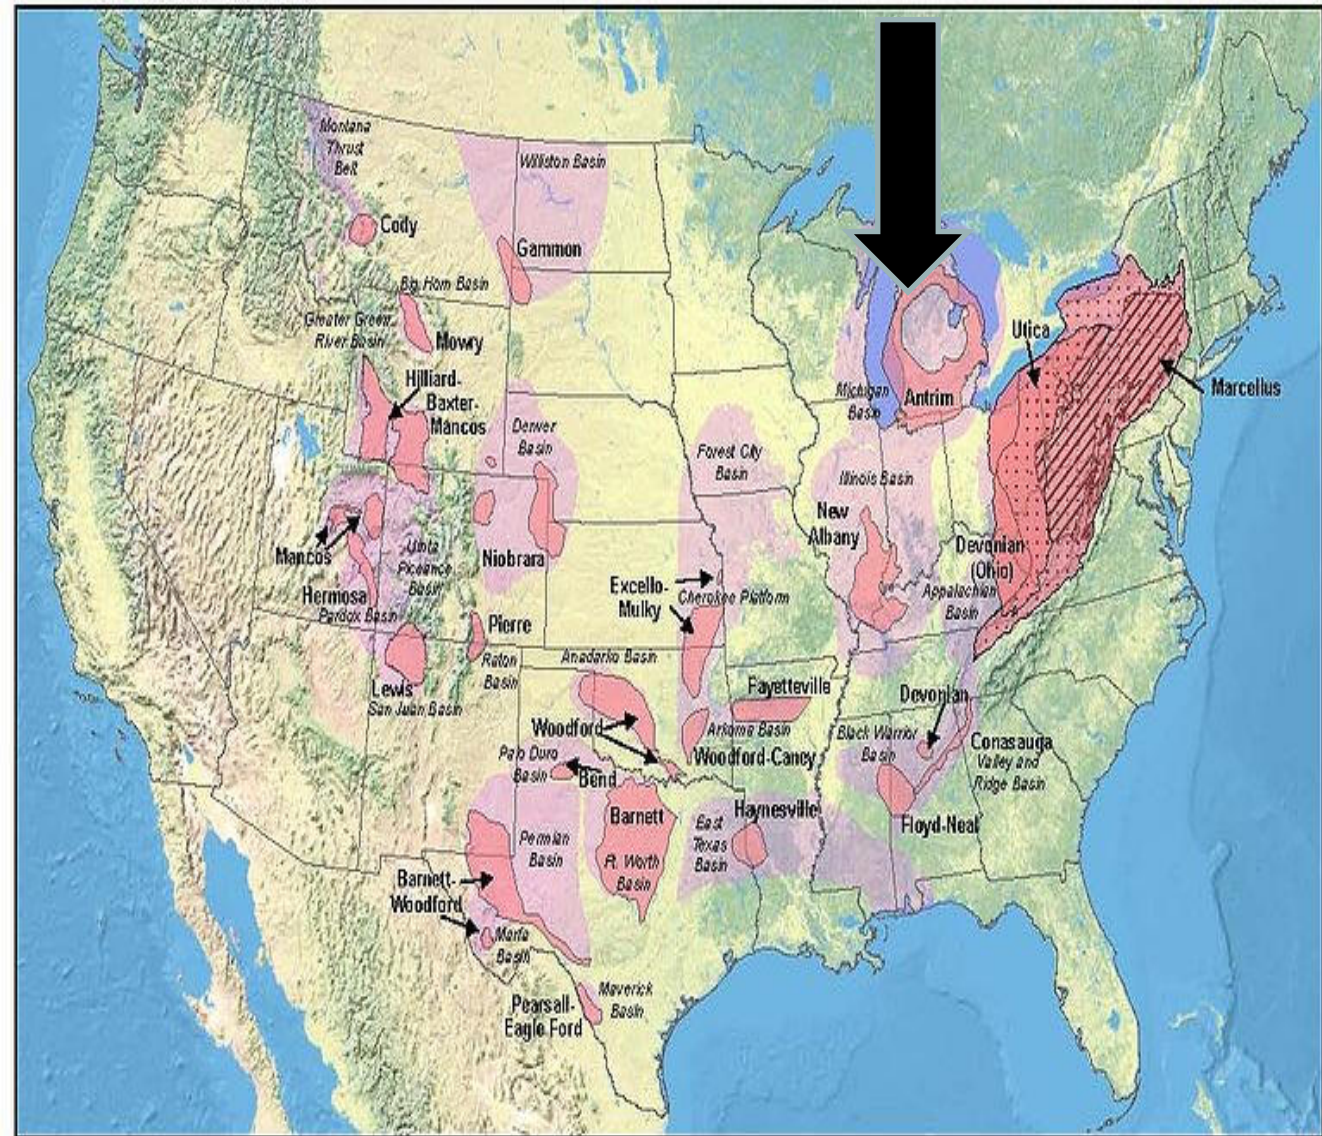 Montana
Thrust
Belt
Cody
Williston Basin
Gammon
Big Horn Basin
Greater Green
River Basin
Mowry
Hilliard-
Baxter-
Mancos
Denver
Basin
Niobrara
Mancos
Uinta
Piceance
Basin
Hermosa
Paradox Basin
Lewis
San Juan Basin
Pierre
Raton
Basin
Anadarko Basin
Forest City
Basin
Excello-
Mulky
Cherokee Platform
Michigan
Basin
Antrim
Illinois Basin
New
Albany
Utica
Marcellus
Devonian
(Ohio)
Appalachian
Basin
Fayetteville
Arkoma Basin
Woodford
Woodford-Caney
Palo Duro
Basin
Bend
Barnett
Ft. Worth
Basin
Permian
Basin
Barnett-
Woodford
Marfa
Basin
Pearsall-
Eagle Ford
Maverick
Basin
East
Texas
Basin
Haynesville
Devonian
Black Warrior
Basin
Conasauga
Valley and
Ridge Basin
Floyd-Neal